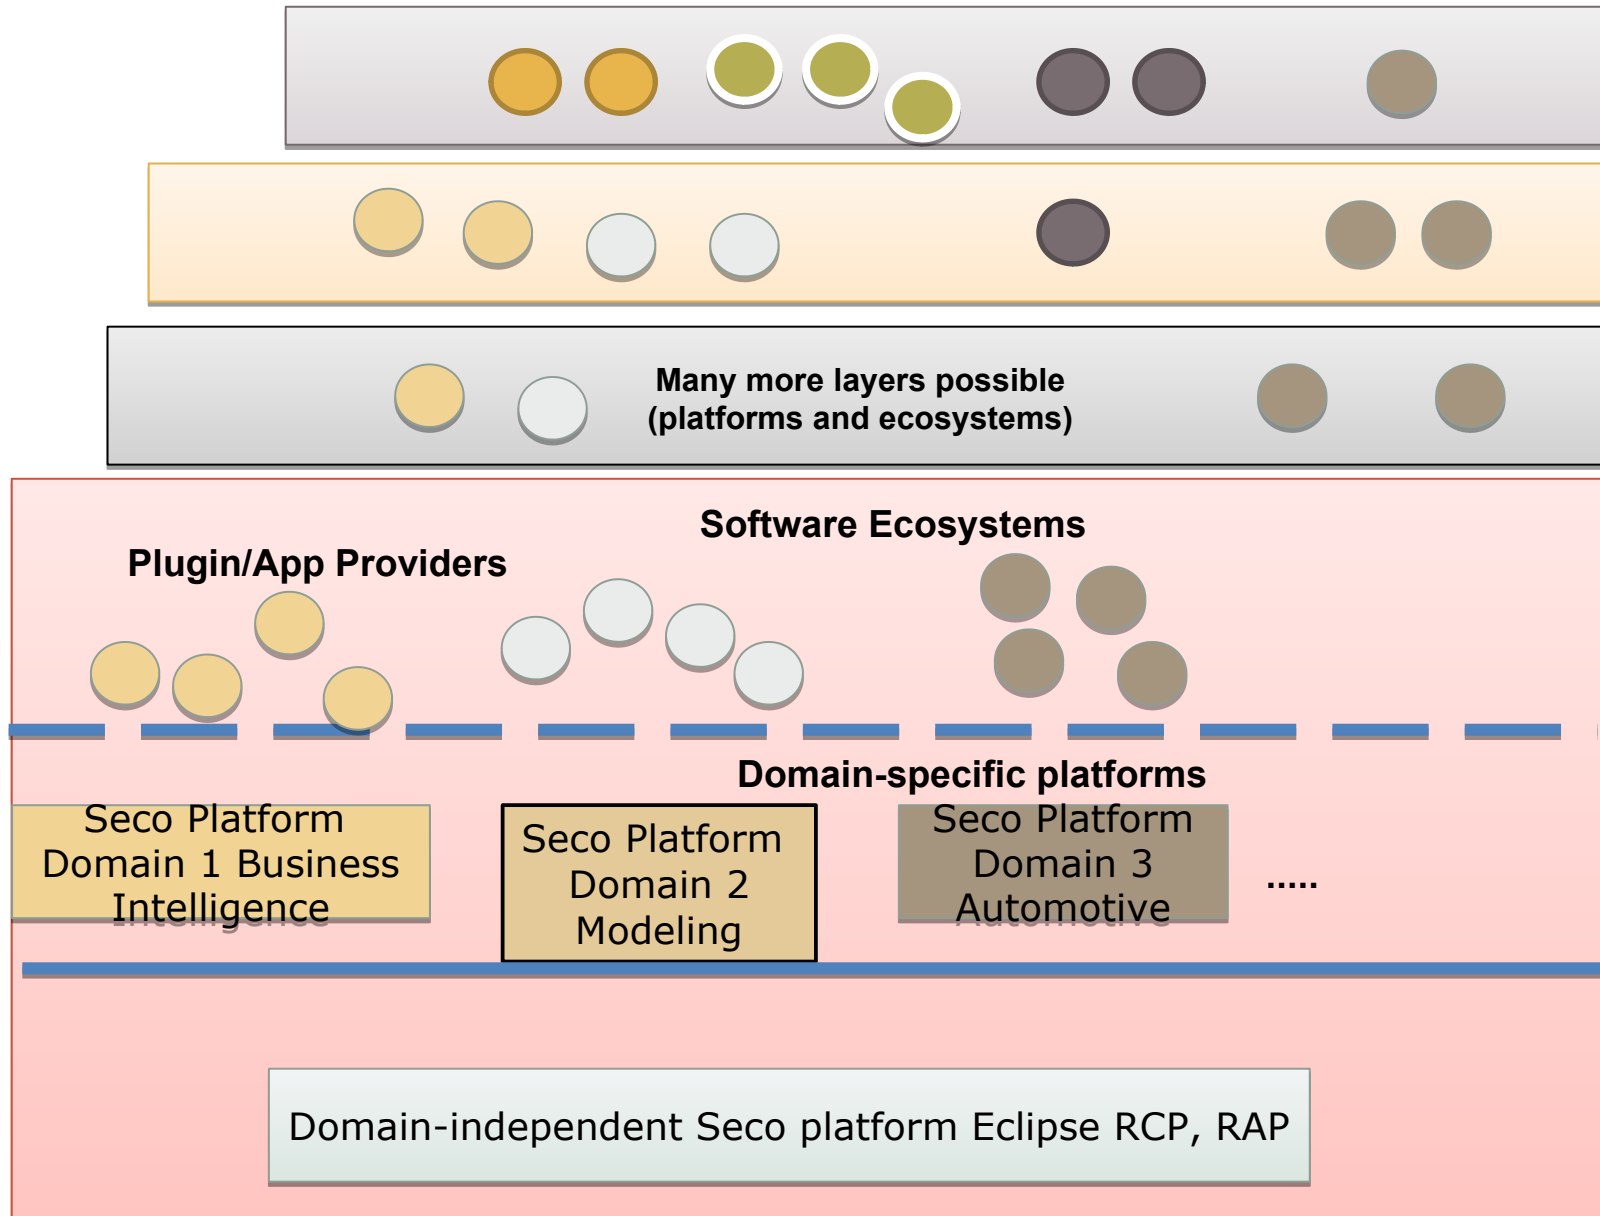 Many more layers possible
(platforms and ecosystems)
Software Ecosystems
Plugin/App Providers
Domain-specific platforms
Seco Platform
Domain 1 Business
Intelligence
Seco Platform
Domain 2
Modeling
Seco Platform
Domain 3
Automotive
.....
Domain-independent Seco platform Eclipse RCP, RAP